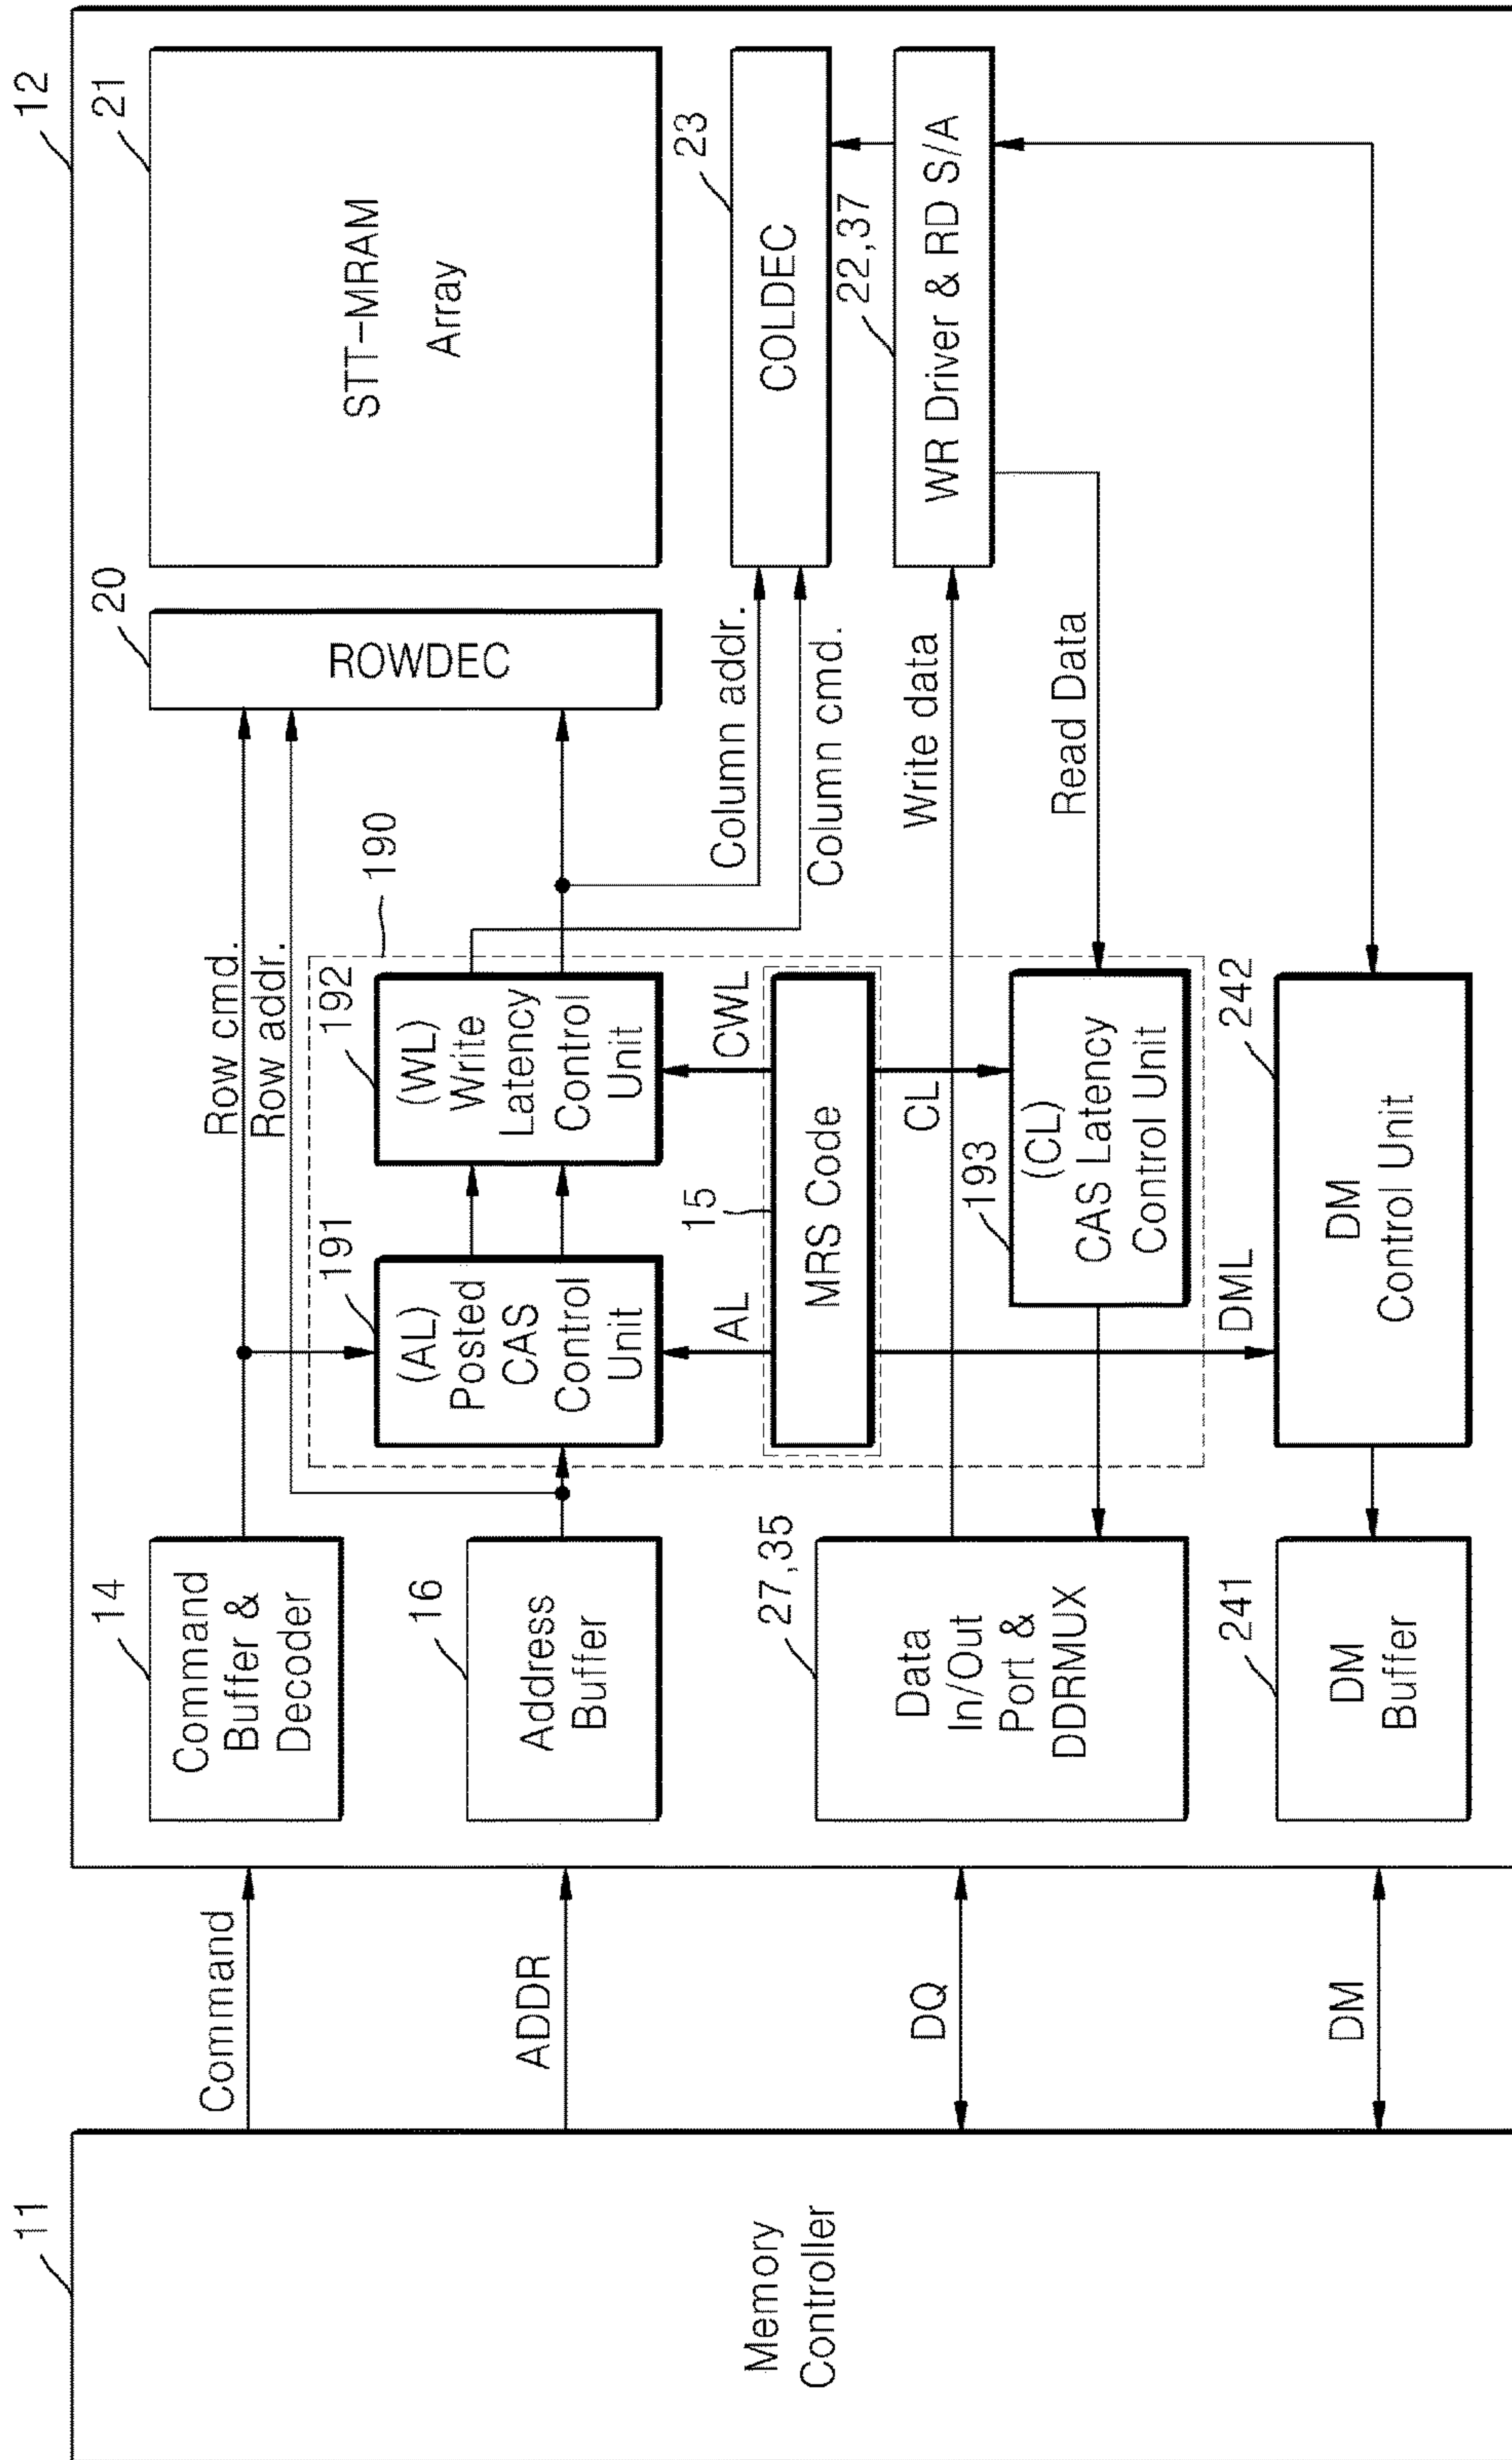 11
Memory
Controller
Command
ADDR
DQ
DM
12
14
Command
Buffer &
Decoder
16
Address
Buffer
27,35
Data
In/Out
Port &
DDRMUX
241
DM
Buffer
Row cmd.
Row addr.
190
191
(AL)
Posted
CAS
Control
Unit
192
(WL)
Write
Latency
Control
Unit
AL
CWL
15
MRS Code
CL
193
(CL)
CAS Latency
Control Unit
DML
242
DM
Control Unit
20
ROWDEC
21
STT-MRAM
Array
Column addr.
Column cmd.
23
COLDEC
Write data
22,37
WR Driver & RD S/A
Read Data